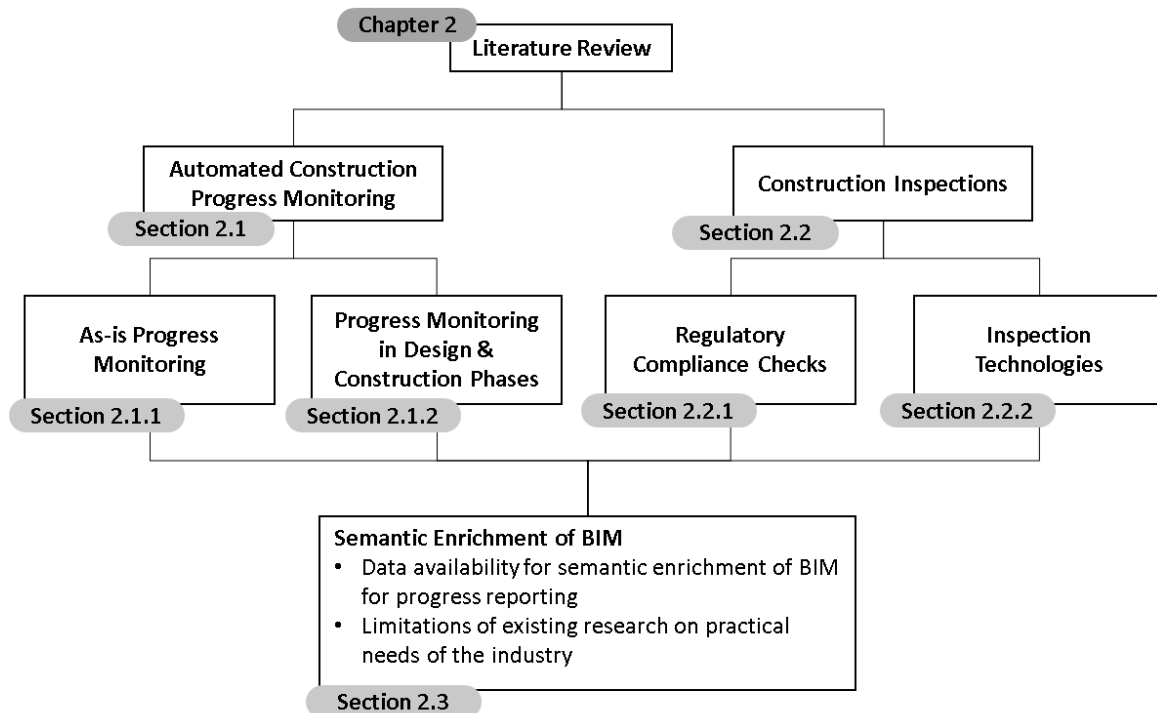 Chapter 2
Literature Review
Automated Construction
Progress Monitoring
Section 2.1
Construction Inspections
Section 2.2
As-is Progress
Monitoring
Section 2.1.1
Progress Monitoring
in Design &
Construction Phases
Section 2.1.2
Regulatory
Compliance Checks
Section 2.2.1
Inspection
Technologies
Section 2.2.2
Semantic Enrichment of BIM
• Data availability for semantic enrichment of BIM
for progress reporting
• Limitations of existing research on practical
needs of the industry
Section 2.3